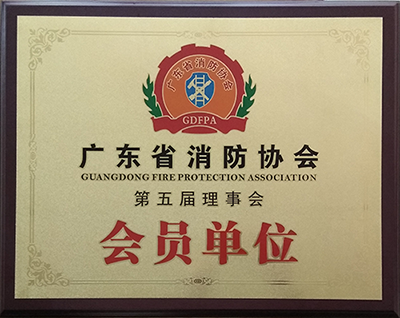 广东省消防协会
GDFPA
广东省消防协会
GUANGDONG FIRE PROTECTION ASSOCIATION
第五届理事会
会员单位